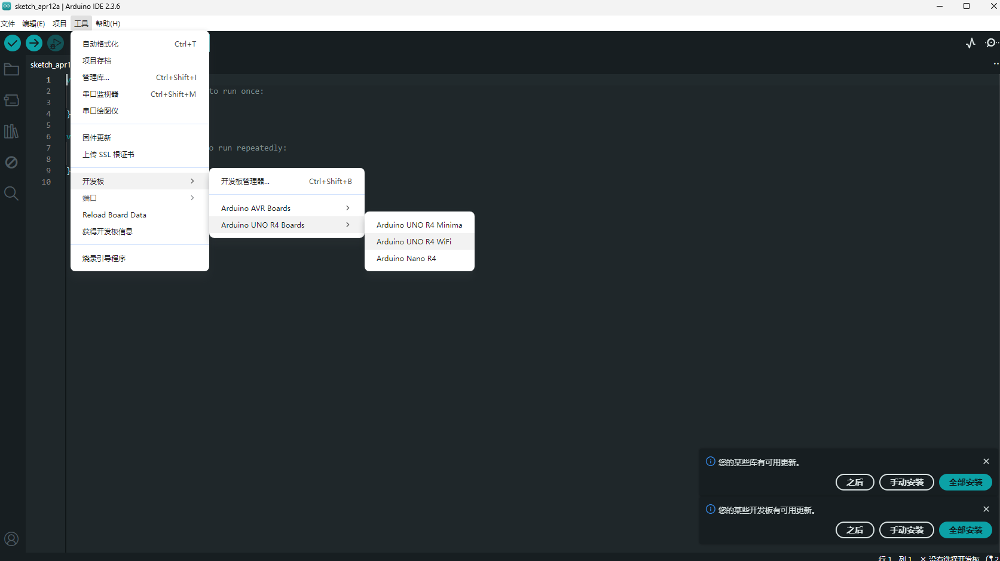 sketch_apr12a | Arduino IDE 2.3.6
文件 编辑(E) 项目 工具 帮助(H)
自动格式化 Ctrl+T
项目存档
管理库... Ctrl+Shift+I
串口监视器 Ctrl+Shift+M
串口绘图仪
固件更新
上传 SSL 根证书
开发板
端口
Reload Board Data
获得开发板信息
烧录引导程序
开发板管理器... Ctrl+Shift+B
Arduino AVR Boards
Arduino UNO R4 Boards
Arduino UNO R4 Minima
Arduino UNO R4 WiFi
Arduino Nano R4
sketch_apr1
1
2 to run once:
3
4 }
5
6 v
7 o run repeatedly:
8
9 }
10
您的某些库有可用更新。
之后 手动安装 全部安装
您的某些开发板有可用更新。
之后 手动安装 全部安装
行 1，列 1 没有选择开发板 2